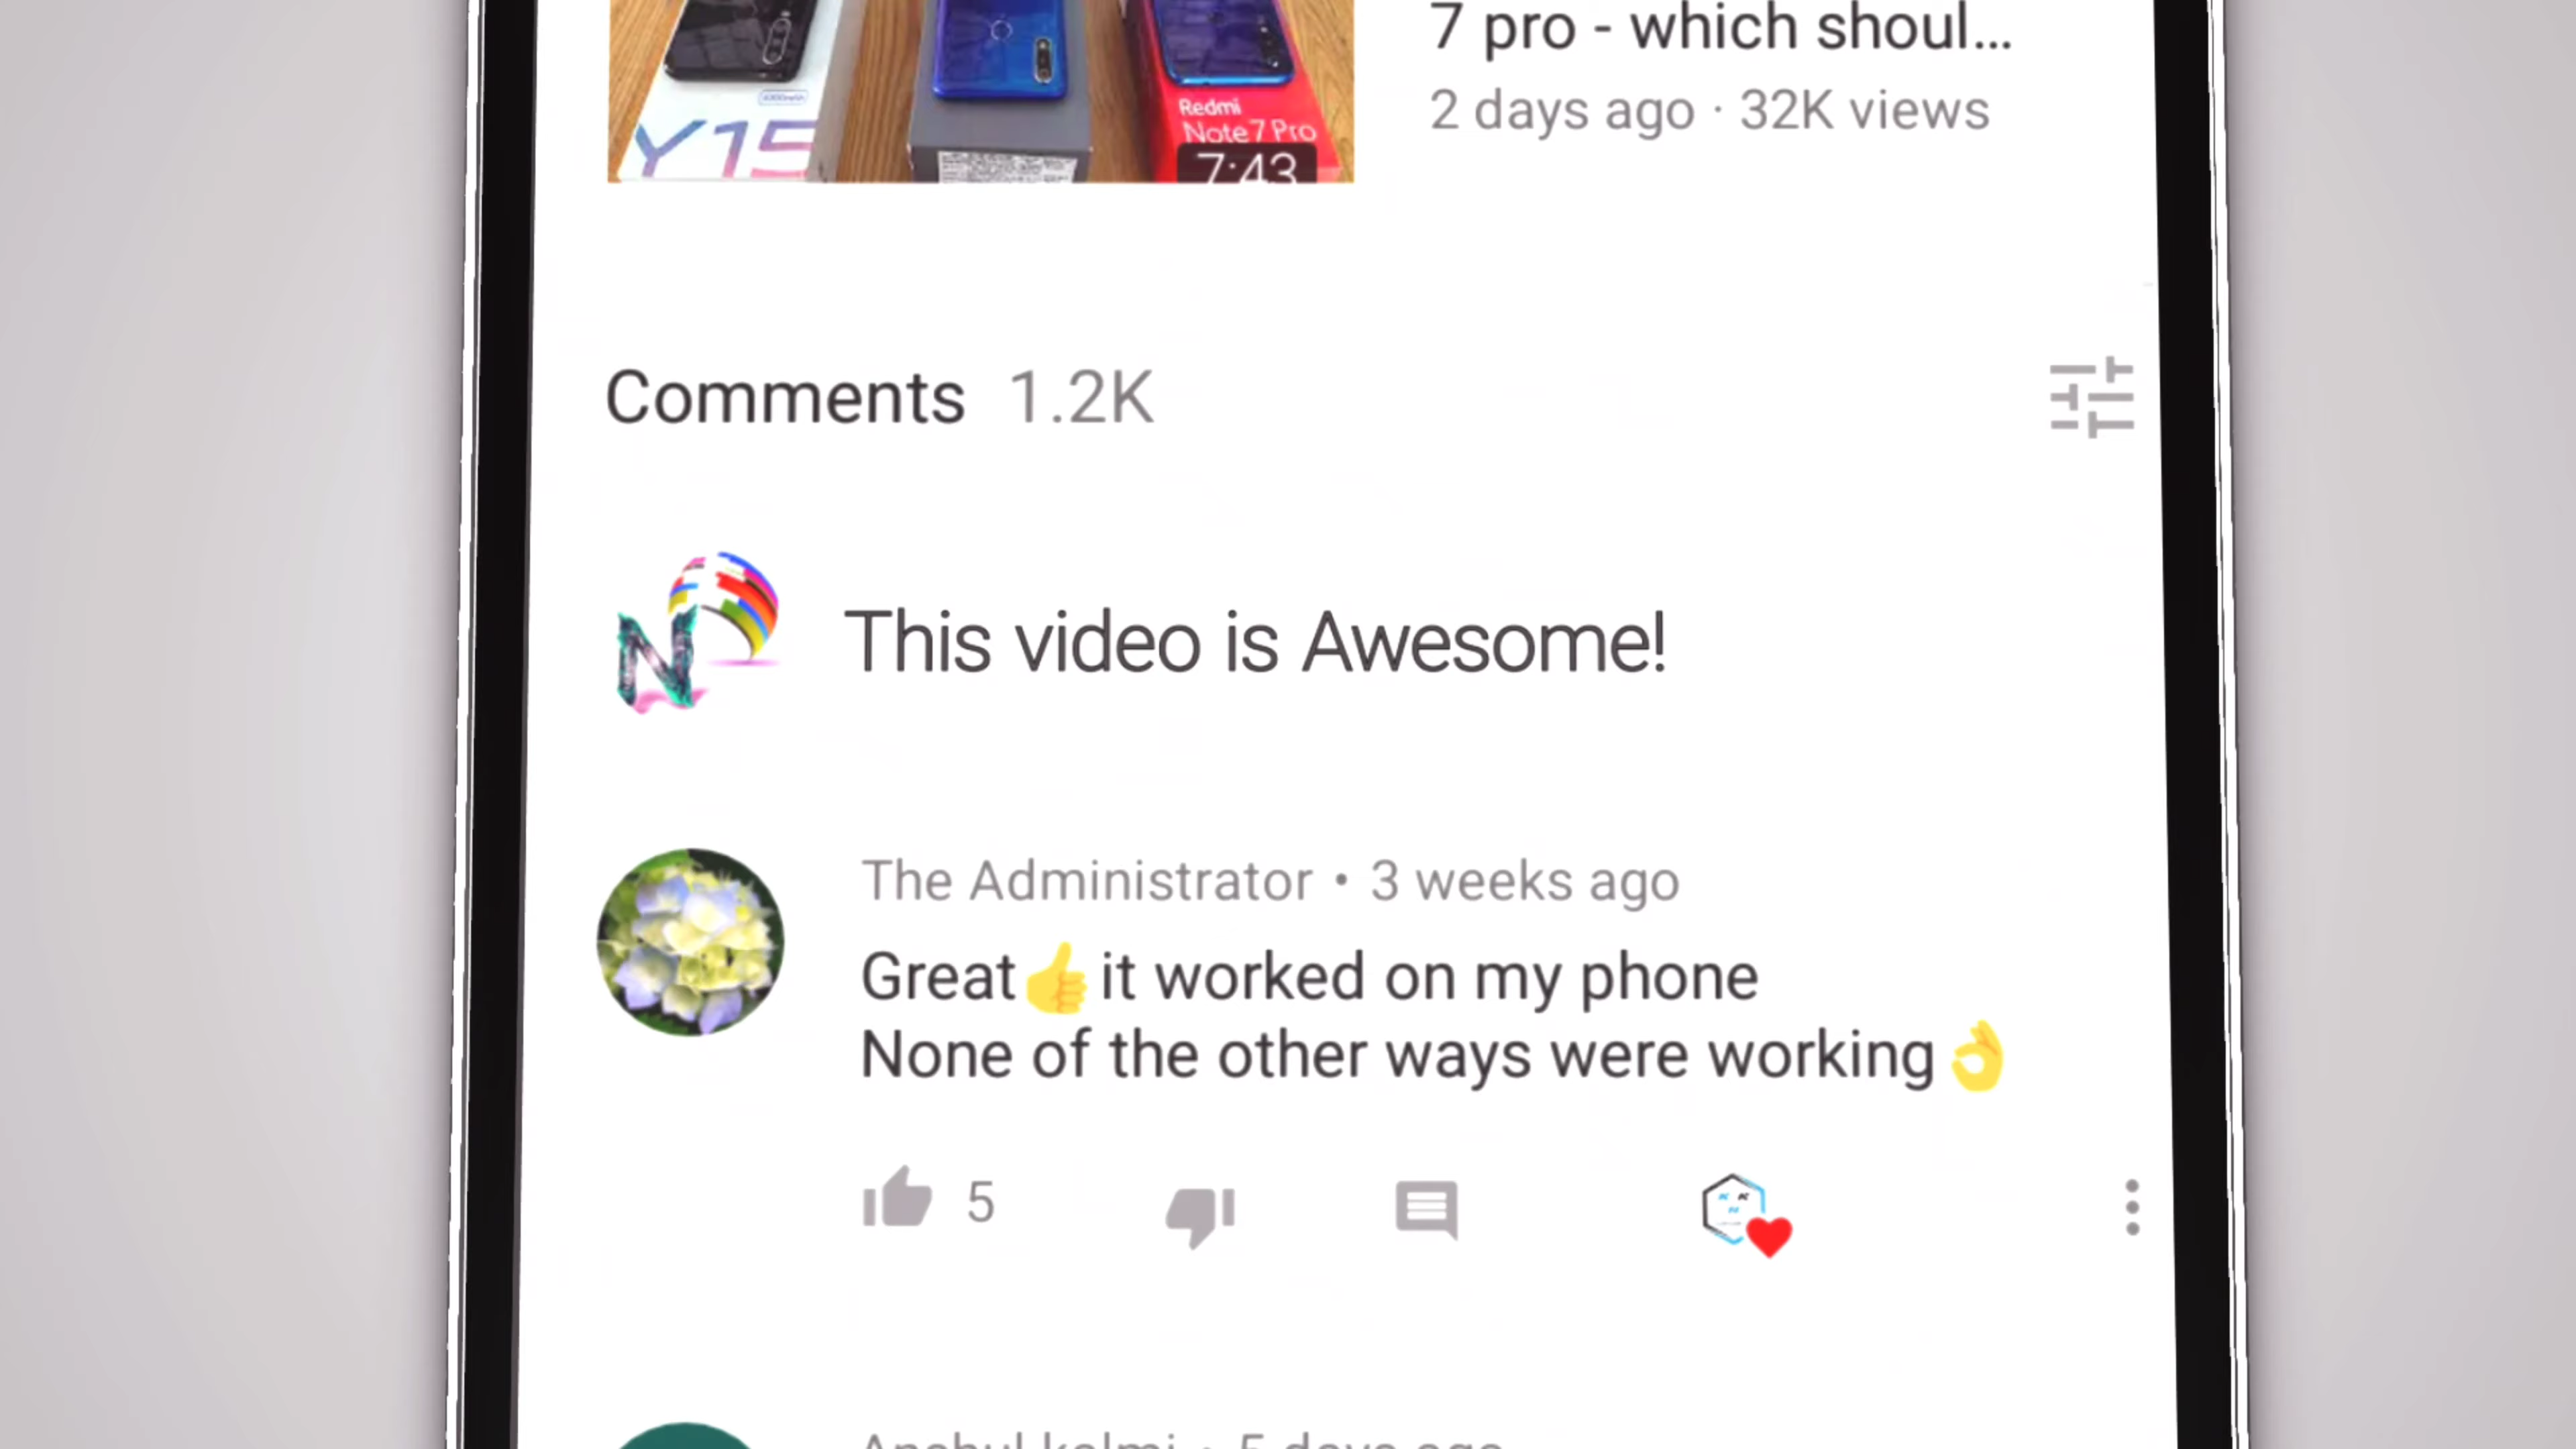 7 pro - which shoul...
2 days ago · 32K views
Y15
Redmi
Note 7 Pro
7:43
Comments 1.2K
N
This video is Awesome!
The Administrator • 3 weeks ago
Great👍it worked on my phone
None of the other ways were working👌
5